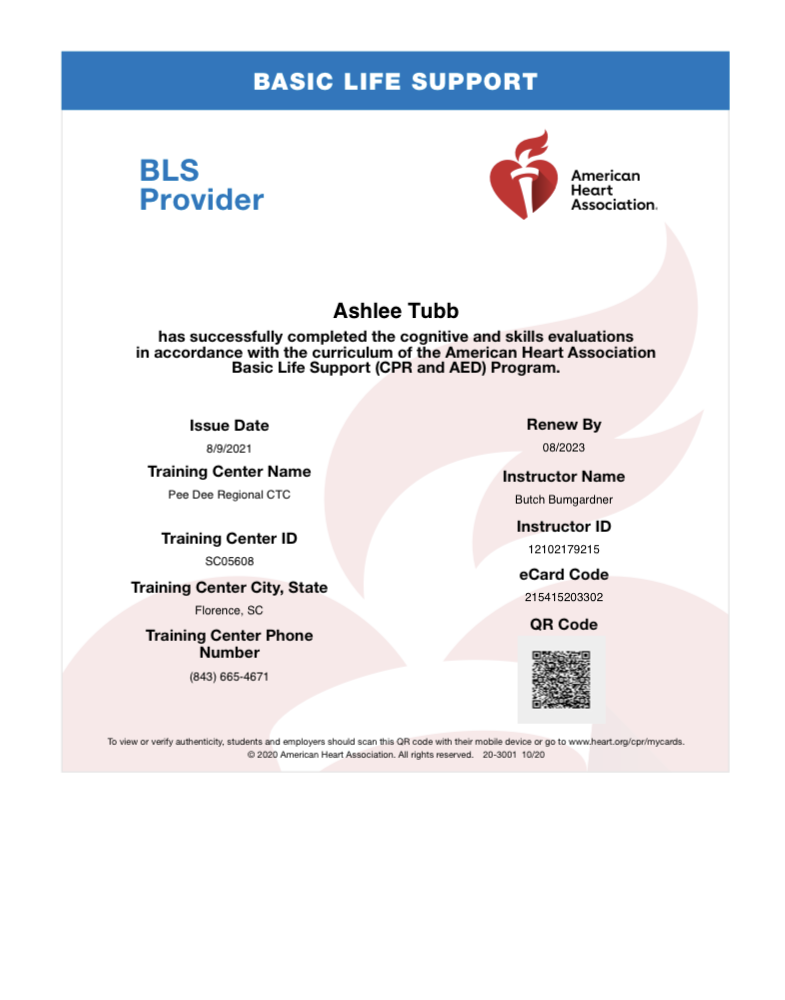 BASIC LIFE SUPPORT
BLS
Provider
American
Heart
Association.
Ashlee Tubb
has successfully completed the cognitive and skills evaluations
in accordance with the curriculum of the American Heart Association
Basic Life Support (CPR and AED) Program.
Issue Date
8/9/2021
Training Center Name
Pee Dee Regional CTC
Training Center ID
SC05608
Training Center City, State
Florence, SC
Training Center Phone
Number
(843) 665-4671
Renew By
08/2023
Instructor Name
Butch Bumgardner
Instructor ID
12102179215
eCard Code
215415203302
QR Code
To view or verify authenticity, students and employers should scan this QR code with their mobile device or go to www.heart.org/cpr/mycards.
© 2020 American Heart Association. All rights reserved. 20-3001 10/20